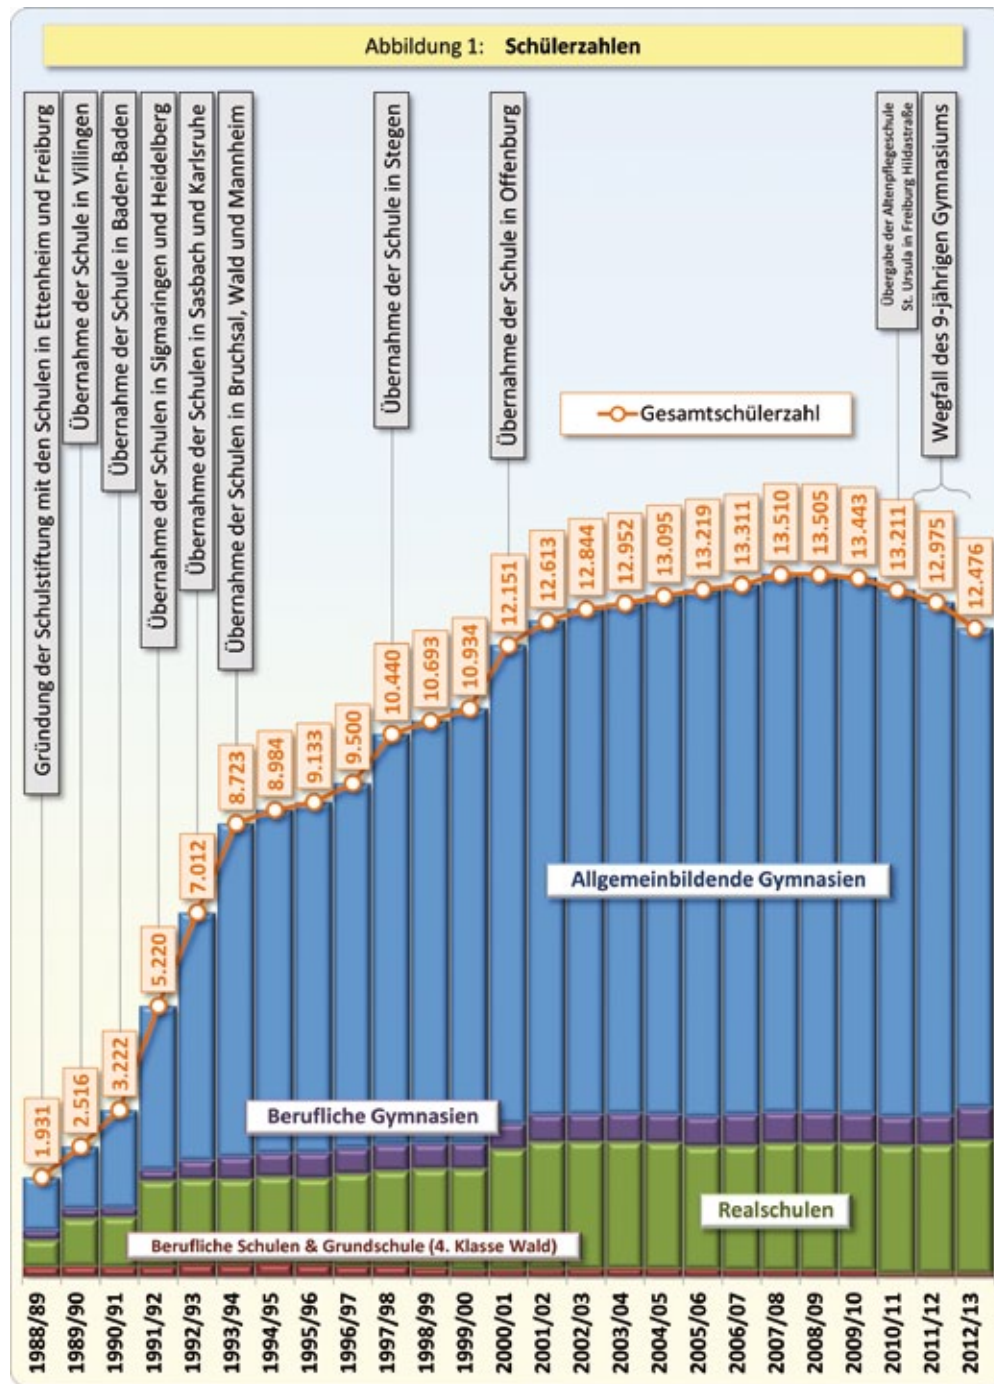 Abbildung 1: Schülerzahlen
Gründung der Schulstiftung mit den Schulen in Ettenheim und Freiburg
Übernahme der Schule in Villingen
Übernahme der Schule in Baden-Baden
Übernahme der Schulen in Sigmaringen und Heidelberg
Übernahme der Schulen in Sasbach und Karlsruhe
Übernahme der Schulen in Bruchsal, Wald und Mannheim
Übernahme der Schule in Stegen
Übernahme der Schule in Offenburg
Übergabe der Altenpflegeschule
St. Ursula in Freiburg Hildastraße
Wegfall des 9-jährigen Gymnasiums
Gesamtschülerzahl
1.931
2.516
3.222
5.220
7.012
8.723
8.984
9.133
9.500
10.440
10.693
10.934
12.151
12.613
12.844
12.952
13.095
13.219
13.311
13.510
13.505
13.443
13.211
12.975
12.476
Allgemeinbildende Gymnasien
Berufliche Gymnasien
Realschulen
Berufliche Schulen & Grundschule (4. Klasse Wald)
1988/89
1989/90
1990/91
1991/92
1992/93
1993/94
1994/95
1995/96
1996/97
1997/98
1998/99
1999/00
2000/01
2001/02
2002/03
2003/04
2004/05
2005/06
2006/07
2007/08
2008/09
2009/10
2010/11
2011/12
2012/13